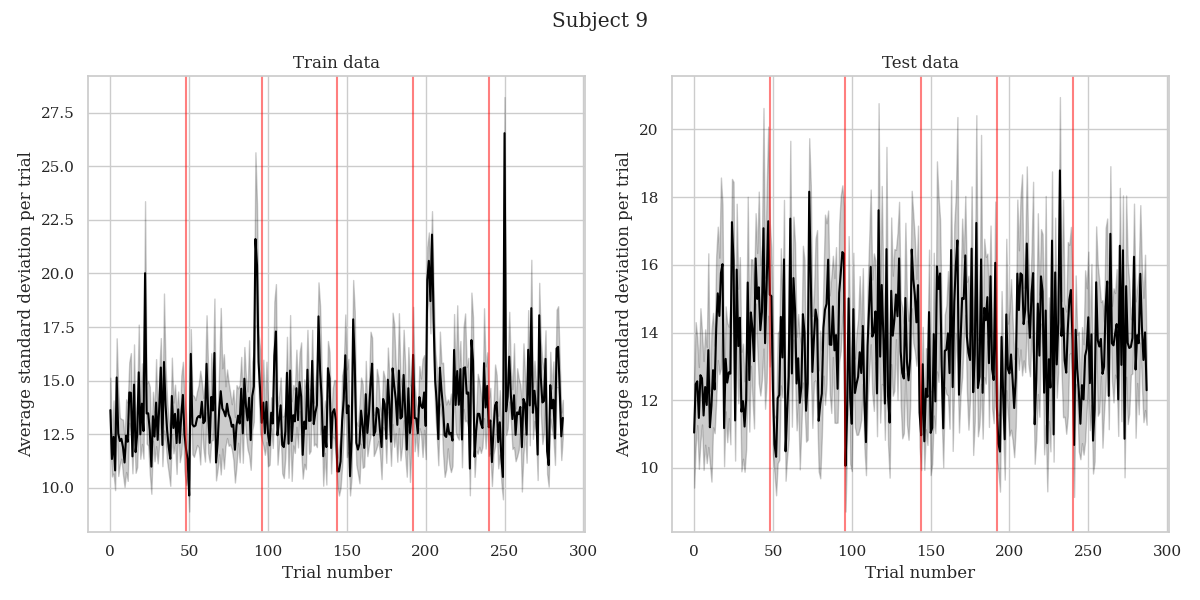 Subject 9
Train data
Average standard deviation per trial
27.5
25.0
22.5
20.0
17.5
15.0
12.5
10.0
0 50 100 150 200 250 300
Trial number
Test data
Average standard deviation per trial
20
18
16
14
12
10
0 50 100 150 200 250 300
Trial number